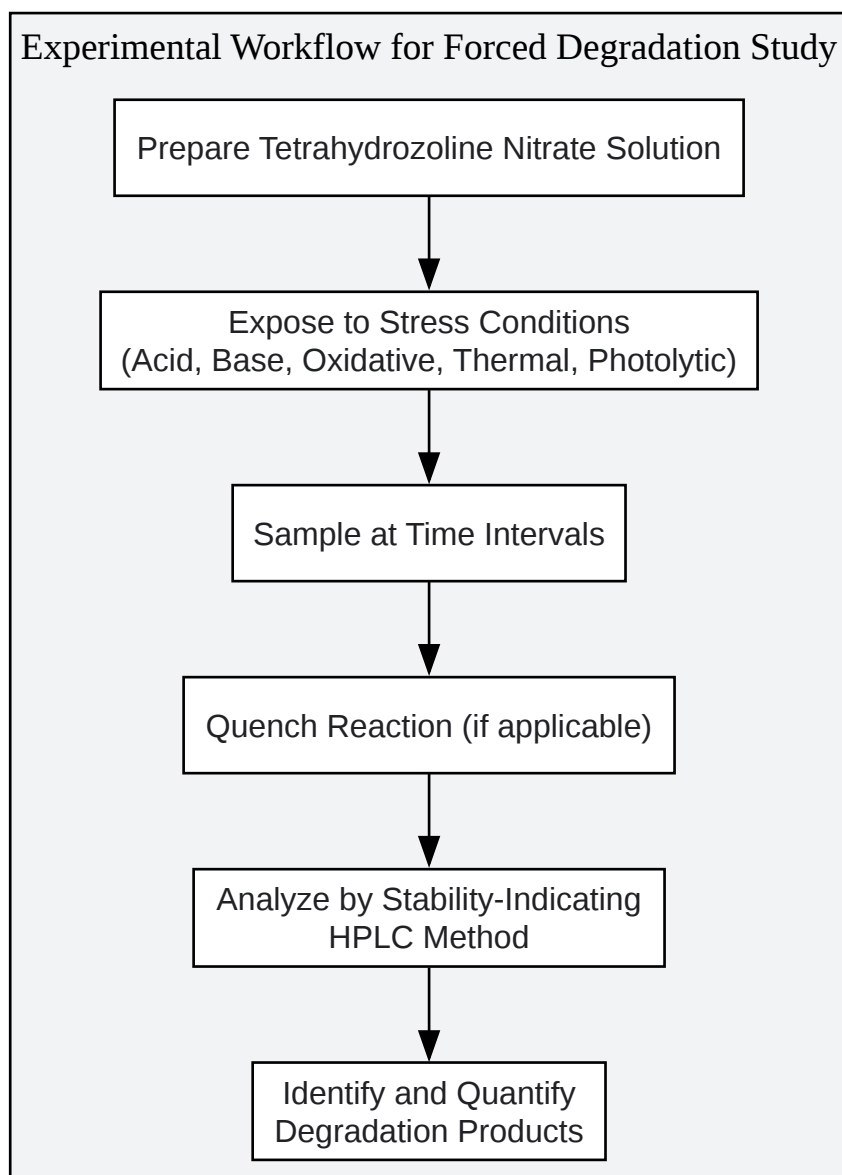 Experimental Workflow for Forced Degradation Study
Prepare Tetrahydrozoline Nitrate Solution
Expose to Stress Conditions
(Acid, Base, Oxidative, Thermal, Photolytic)
Sample at Time Intervals
Quench Reaction (if applicable)
Analyze by Stability-Indicating
HPLC Method
Identify and Quantify
Degradation Products